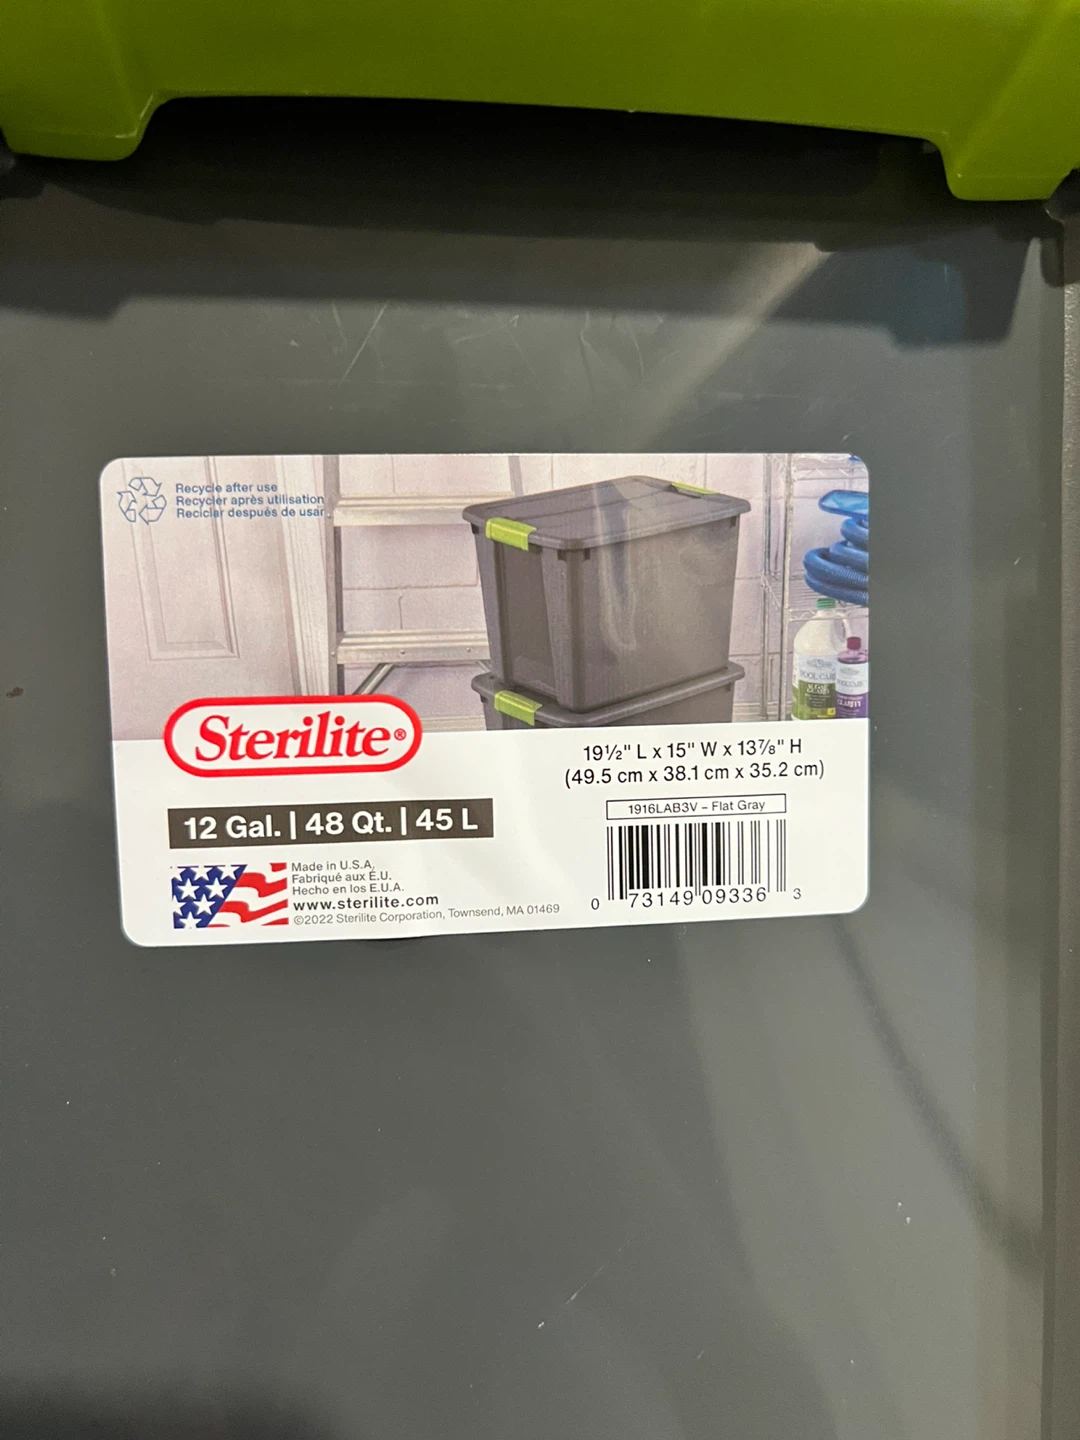 Recycle after use
Recycler après utilisation
Reciclar después de usar
Sterilite®
19½" L x 15" W x 13⅞" H
(49.5 cm x 38.1 cm x 35.2 cm)
12 Gal. | 48 Qt. | 45 L
1916LAB3V – Flat Gray
Made in U.S.A.
Fabriqué aux É.U.
Hecho en los E.U.A.
www.sterilite.com
©2022 Sterilite Corporation, Townsend, MA 01469
0 73149 09336 3